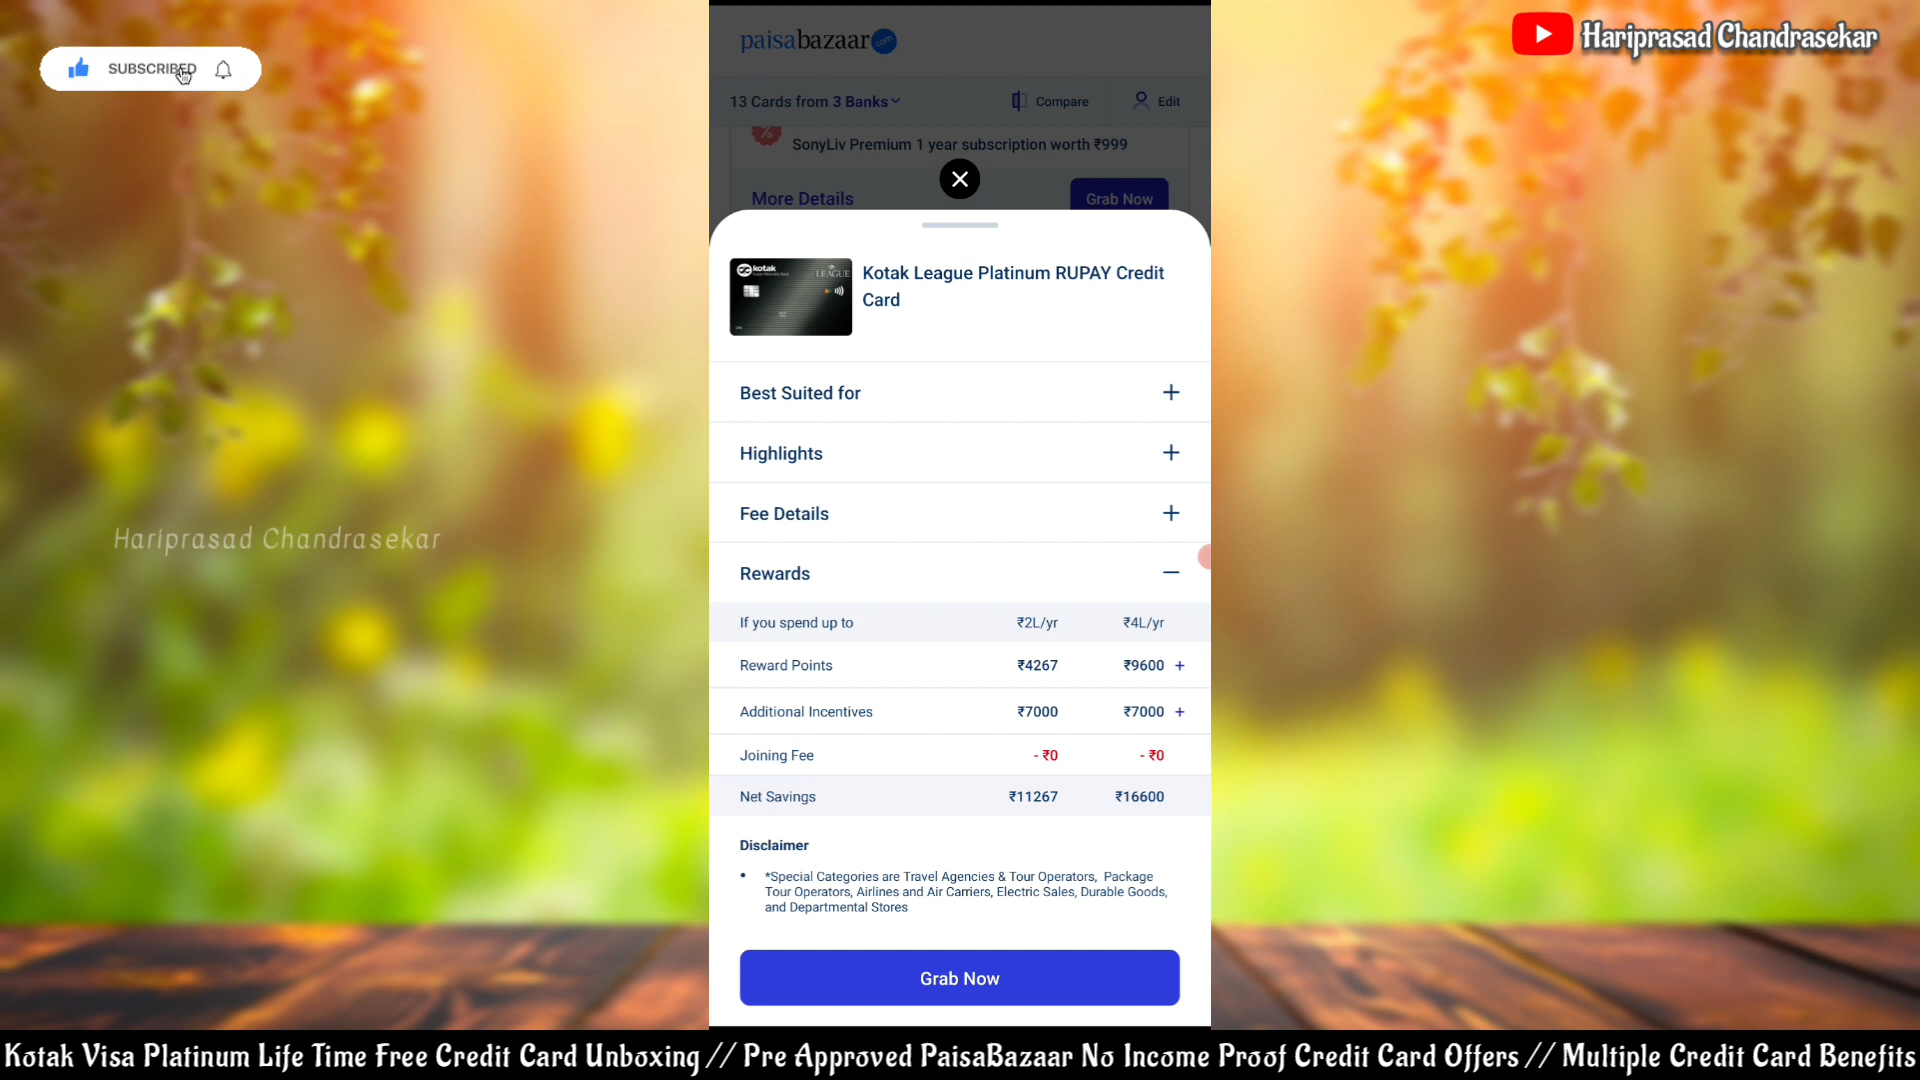 SUBSCRIBED
Hariprasad Chandrasekar
paisabazaar.com
13 Cards from 3 Banks
Compare
Edit
SonyLiv Premium 1 year subscription worth ₹999
More Details
Grab Now
kotak
LEAGUE
Kotak League Platinum RUPAY Credit
Card
Best Suited for +
Highlights +
Fee Details +
Hariprasad Chandrasekar
Rewards −
If you spend up to ₹2L/yr ₹4L/yr
Reward Points ₹4267 ₹9600 +
Additional Incentives ₹7000 ₹7000 +
Joining Fee - ₹0 - ₹0
Net Savings ₹11267 ₹16600
Disclaimer
• *Special Categories are Travel Agencies & Tour Operators, Package
Tour Operators, Airlines and Air Carriers, Electric Sales, Durable Goods,
and Departmental Stores
Grab Now
Kotak Visa Platinum Life Time Free Credit Card Unboxing // Pre Approved PaisaBazaar No Income Proof Credit Card Offers // Multiple Credit Card Benefits